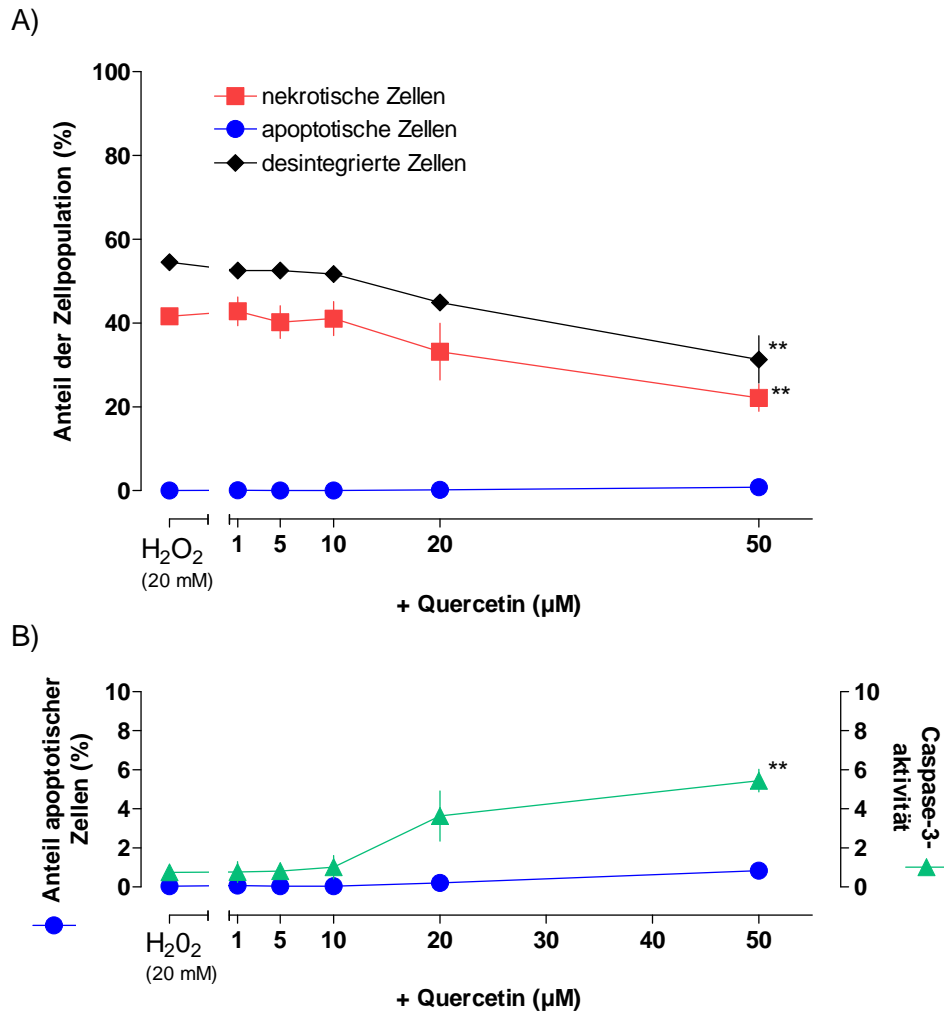 A)
100
80
60
40
20
0
Anteil der Zellpopulation (%)
nekrotische Zellen
apoptotische Zellen
desintegrierte Zellen
**
**
H₂O₂
(20 mM)
1 5 10 20 50
+ Quercetin (µM)
B)
Anteil apoptotischer
Zellen (%)
10
8
6
4
2
0
**
10
8
6
4
2
0
Caspase-3-
aktivität
H₂0₂
(20 mM)
1 5 10 20 30 40 50
+ Quercetin (µM)